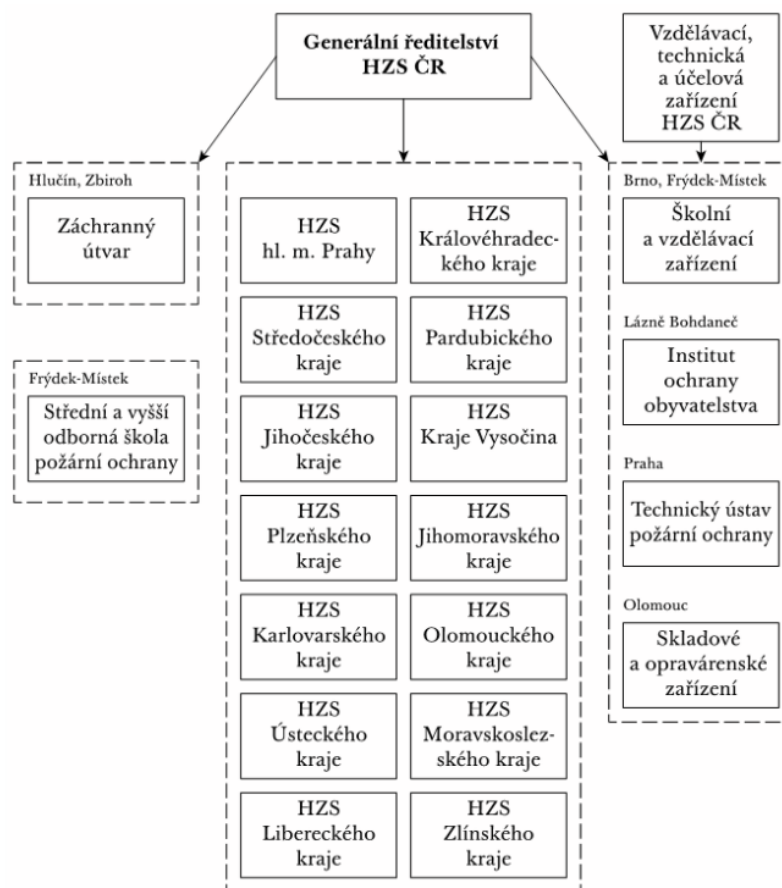 Generální ředitelství
HZS ČR
Vzdělávací,
technická
a účelová
zařízení
HZS ČR
Hlučín, Zbiroh
Záchranný
útvar
Frýdek-Místek
Střední a vyšší
odborná škola
požární ochrany
HZS
hl. m. Prahy
HZS
Královéhradec-
kého kraje
HZS
Středočeského
kraje
HZS
Pardubického
kraje
HZS
Jihočeského
kraje
HZS
Kraje Vysočina
HZS
Plzeňského
kraje
HZS
Jihomoravského
kraje
HZS
Karlovarského
kraje
HZS
Olomouckého
kraje
HZS
Ústeckého
kraje
HZS
Moravskoslez-
ského kraje
HZS
Libereckého
kraje
HZS
Zlínského
kraje
Brno, Frýdek-Místek
Školní
a vzdělávací
zařízení
Lázně Bohdaneč
Institut
ochrany
obyvatelstva
Praha
Technický ústav
požární ochrany
Olomouc
Skladové
a opravárenské
zařízení